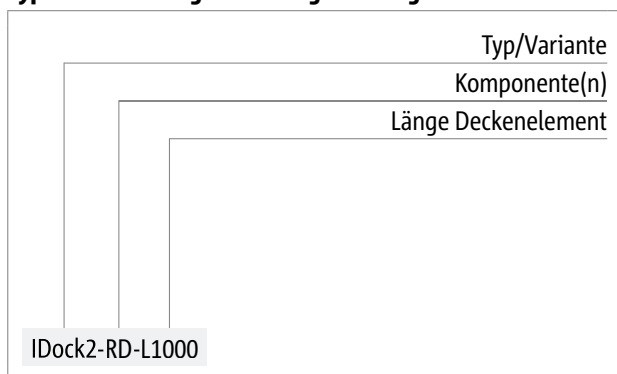 Typ/Variante
Komponente(n)
Länge Deckenelement
IDock2-RD-L1000